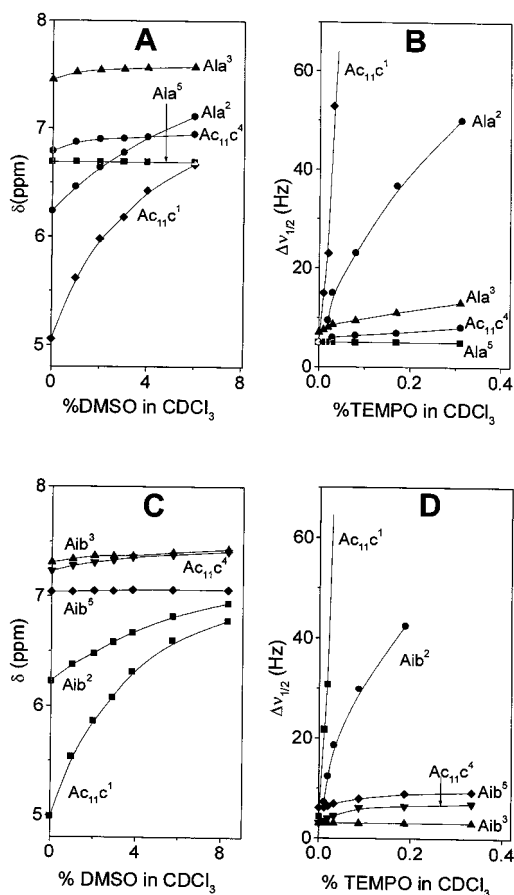 A
8
7
6
5
δ(ppm)
Ala³
Ala⁵
Ala²
Ac₁₁c⁴
Ac₁₁c¹
0
4
8
%DMSO in CDCl₃
B
60
40
20
0
Δν₁/₂ (Hz)
Ac₁₁c¹
Ala²
Ala³
Ac₁₁c⁴
Ala⁵
0.0
0.2
0.4
%TEMPO in CDCl₃
C
8
7
6
5
δ (ppm)
Aib³
Ac₁₁c⁴
Aib⁵
Aib²
Ac₁₁c¹
0
2
4
6
8
% DMSO in CDCl₃
D
60
40
20
0
Δν₁/₂ (Hz)
Ac₁₁c¹
Aib²
Ac₁₁c⁴
Aib⁵
Aib³
0.0
0.2
0.4
% TEMPO in CDCl₃